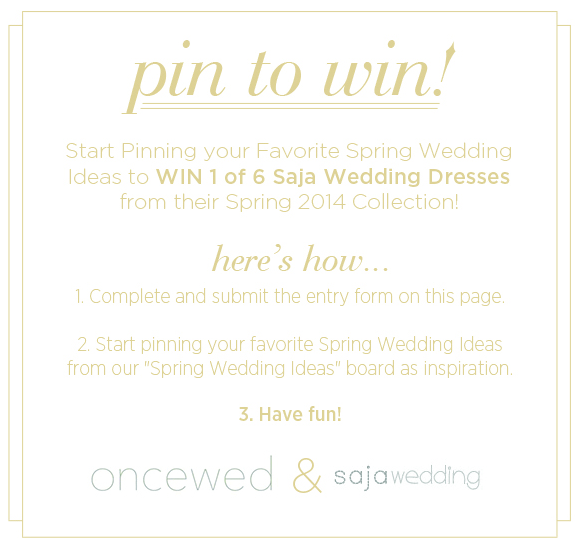 pin to win!
Start Pinning your Favorite Spring Wedding
Ideas to WIN 1 of 6 Saja Wedding Dresses
from their Spring 2014 Collection!
here's how...
1. Complete and submit the entry form on this page.
2. Start pinning your favorite Spring Wedding Ideas
from our "Spring Wedding Ideas" board as inspiration.
3. Have fun!
oncewed & sajawedding